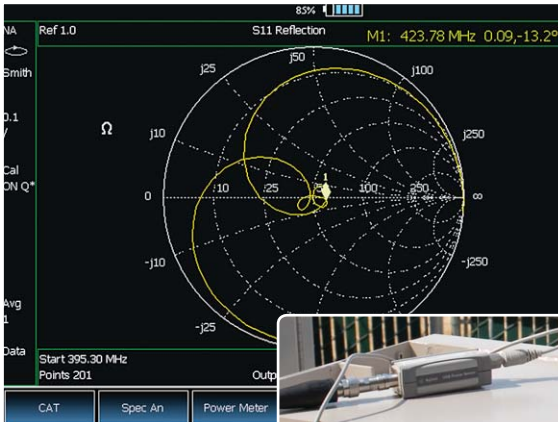 85%
NA Ref 1.0 S11 Reflection M1: 423.78 MHz 0.09,-13.2°
Smith
j50
j25 j100
0.1
/
Ω
j10 j250
Cal
ON Q*
1
0 10 25 50 100 250 ∞
-j10 -j250
-j25
Avg
1
Data
Start 395.30 MHz
Points 201 Outp
CAT Spec An Power Meter